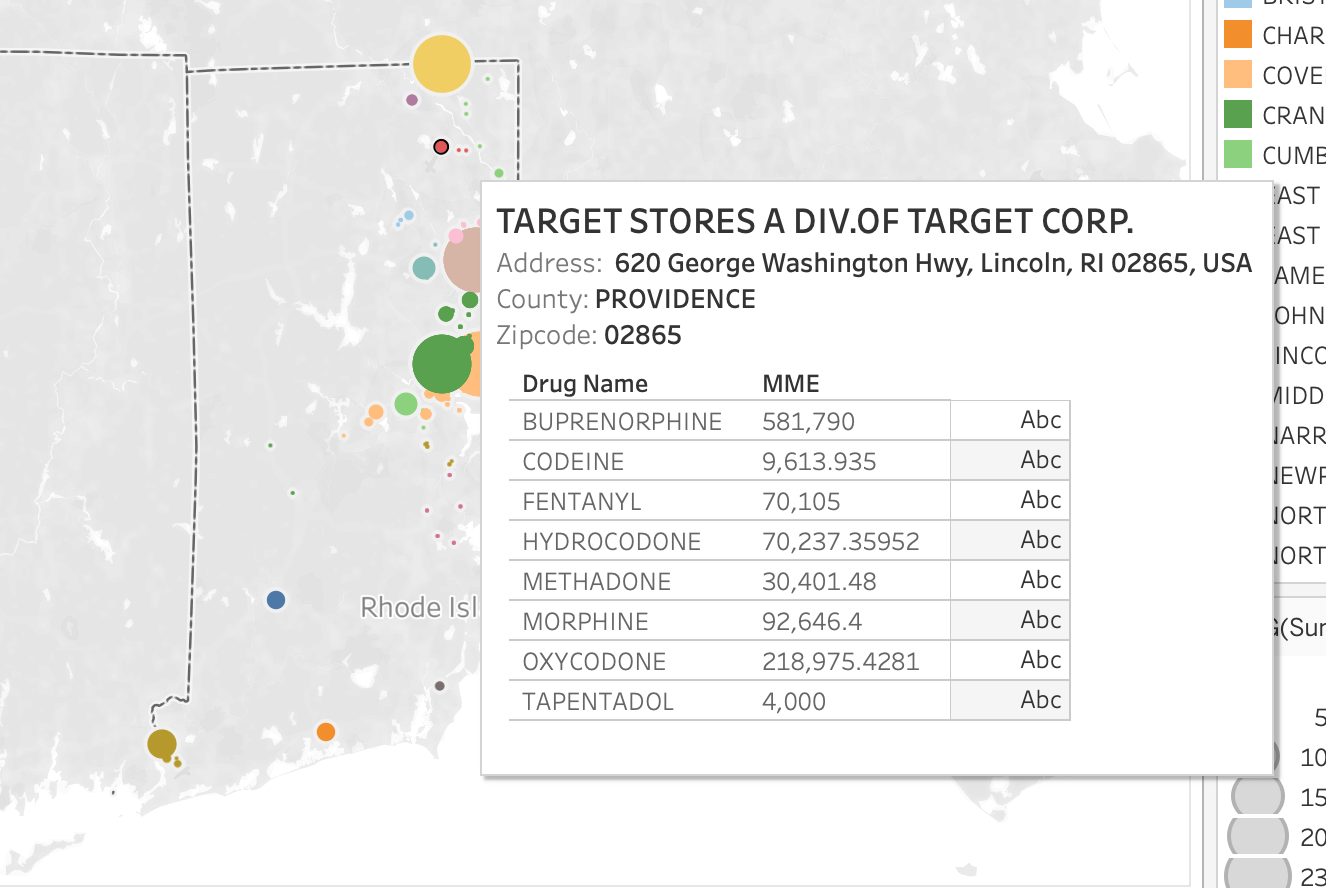 CHAR
COVE
CRAN
CUMB
TARGET STORES A DIV.OF TARGET CORP.
Address: 620 George Washington Hwy, Lincoln, RI 02865, USA
County: PROVIDENCE
Zipcode: 02865
Drug Name MME
BUPRENORPHINE 581,790 Abc
CODEINE 9,613.935 Abc
FENTANYL 70,105 Abc
HYDROCODONE 70,237.35952 Abc
METHADONE 30,401.48 Abc
MORPHINE 92,646.4 Abc
OXYCODONE 218,975.4281 Abc
TAPENTADOL 4,000 Abc
Rhode Isl
EAST
EAST
AME
OHN
INCO
MIDD
NARR
NEWP
NORT
NORT
G(Sur
5
10
15
20
23